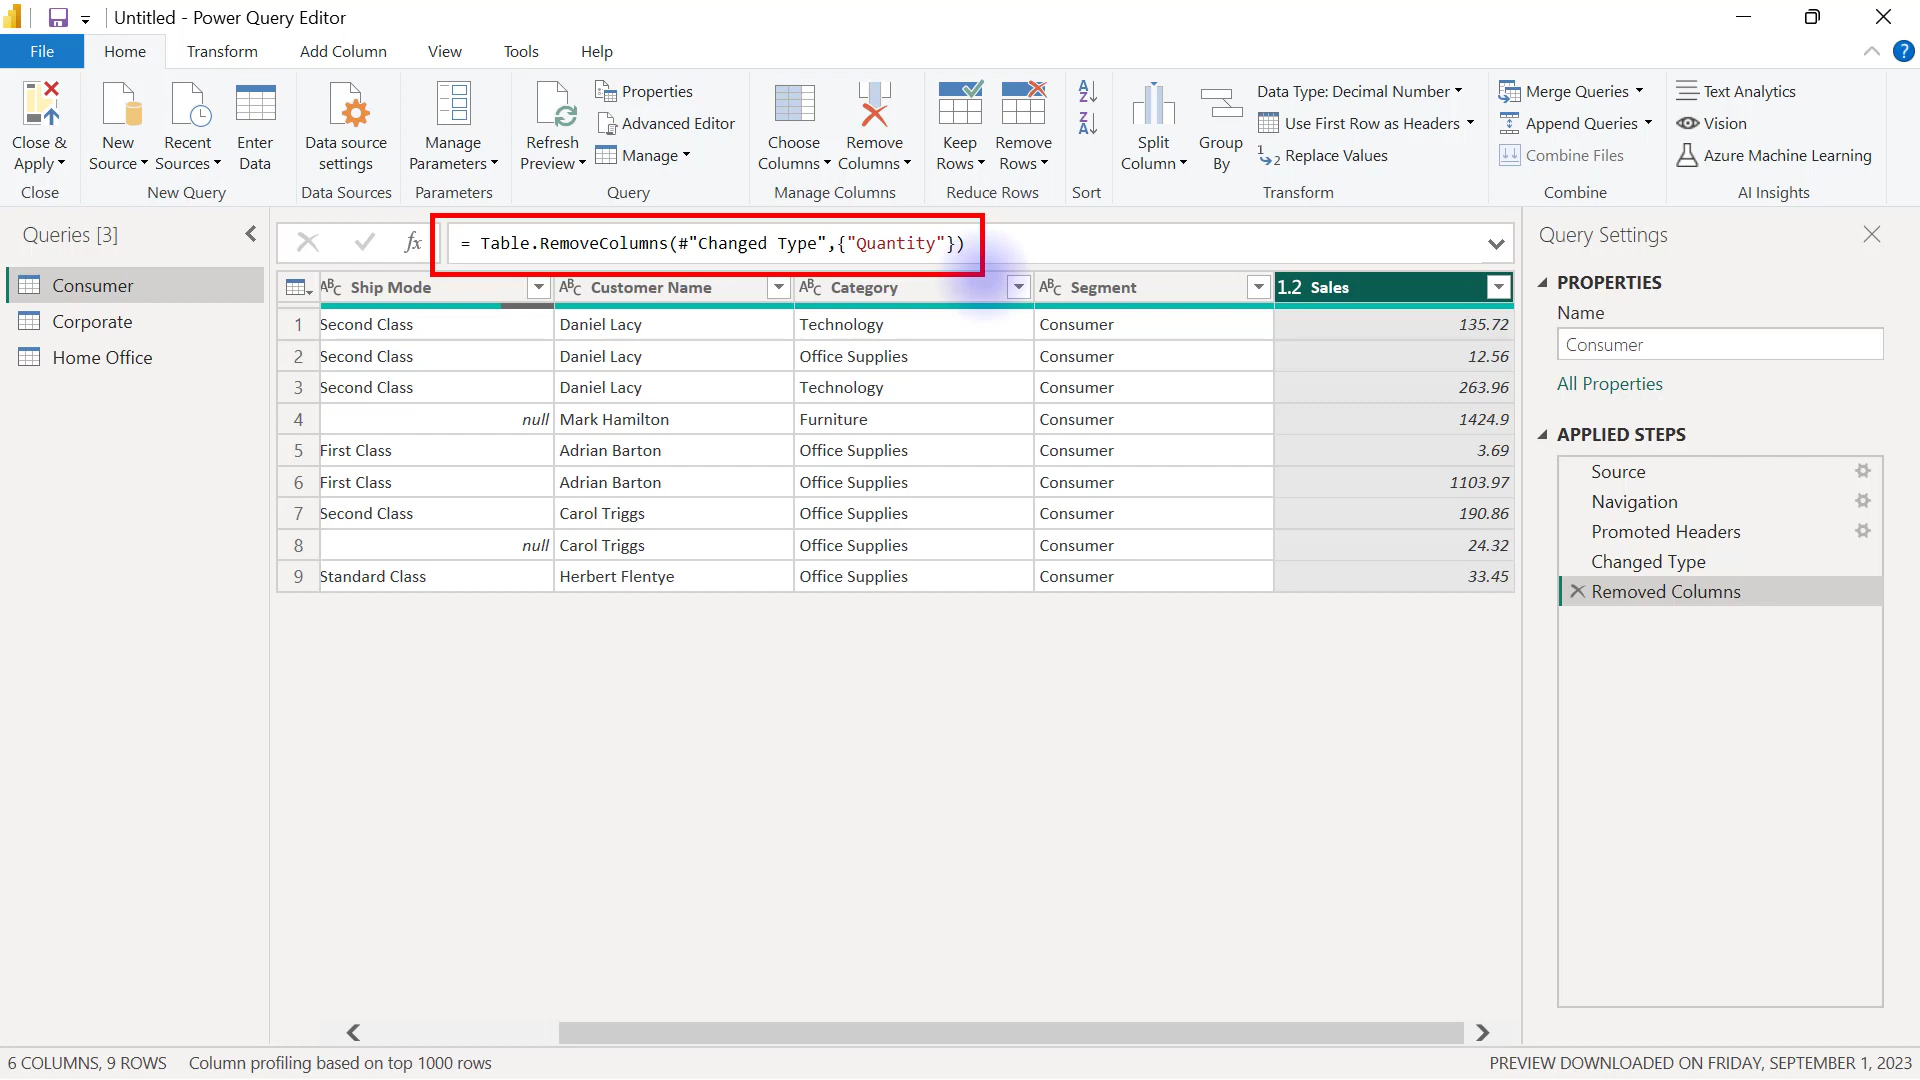 Untitled - Power Query Editor
File Home Transform Add Column View Tools Help
Close & Apply
Close
New Source
Recent Sources
Enter Data
New Query
Data source settings
Data Sources
Manage Parameters
Parameters
Refresh Preview
Properties
Advanced Editor
Manage
Query
Choose Columns
Remove Columns
Manage Columns
Keep Rows
Remove Rows
Reduce Rows
Sort
Split Column
Group By
Data Type: Decimal Number
Use First Row as Headers
Replace Values
Transform
Merge Queries
Append Queries
Combine Files
Combine
Text Analytics
Vision
Azure Machine Learning
AI Insights
Queries [3]
Consumer
Corporate
Home Office
fx = Table.RemoveColumns(#"Changed Type",{"Quantity"})
ABC Ship Mode ABC Customer Name ABC Category ABC Segment 1.2 Sales
1 Second Class Daniel Lacy Technology Consumer 135.72
2 Second Class Daniel Lacy Office Supplies Consumer 12.56
3 Second Class Daniel Lacy Technology Consumer 263.96
4 null Mark Hamilton Furniture Consumer 1424.9
5 First Class Adrian Barton Office Supplies Consumer 3.69
6 First Class Adrian Barton Office Supplies Consumer 1103.97
7 Second Class Carol Triggs Office Supplies Consumer 190.86
8 null Carol Triggs Office Supplies Consumer 24.32
9 Standard Class Herbert Flentye Office Supplies Consumer 33.45
Query Settings
PROPERTIES
Name
Consumer
All Properties
APPLIED STEPS
Source
Navigation
Promoted Headers
Changed Type
Removed Columns
6 COLUMNS, 9 ROWS Column profiling based on top 1000 rows
PREVIEW DOWNLOADED ON FRIDAY, SEPTEMBER 1, 2023